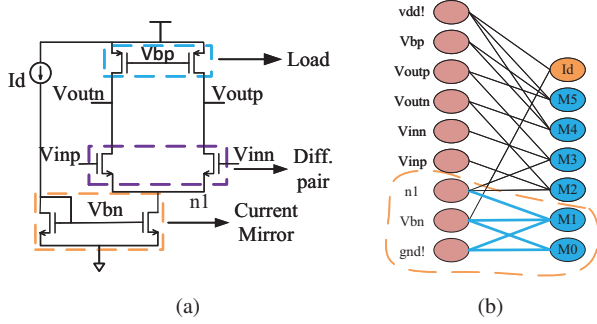 Id
Vbp
Load
Voutn
Voutp
Vinp
Vinn
Diff.
pair
n1
Vbn
Current
Mirror
(a)
vdd!
Vbp
Voutp
Voutn
Vinn
Vinp
n1
Vbn
gnd!
Id
M5
M4
M3
M2
M1
M0
(b)